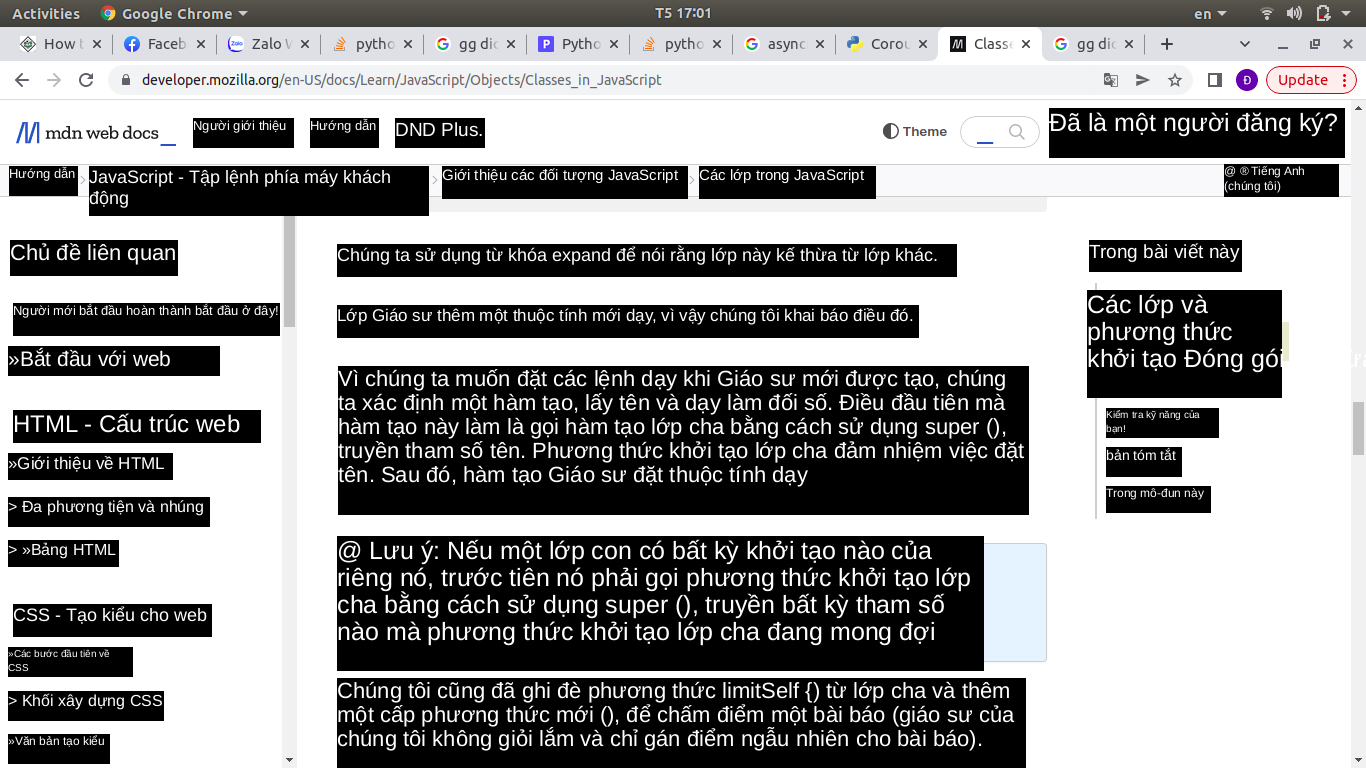 Activities
Google Chrome
T5 17:01
en
How t
Faceb
Zalo W
python
gg dic
Pytho
python
async
Corou
Classe
gg dic
developer.mozilla.org/en-US/docs/Learn/JavaScript/Objects/Classes_in_JavaScript
Đ
Update
mdn web docs
Người giới thiệu
Hướng dẫn
DND Plus.
Theme
Đã là một người đăng ký?
Hướng dẫn
JavaScript - Tập lệnh phía máy khách
động
Giới thiệu các đối tượng JavaScript
Các lớp trong JavaScript
@ ® Tiếng Anh
(chúng tôi)
Chủ đề liên quan
Người mới bắt đầu hoàn thành bắt đầu ở đây!
»Bắt đầu với web
HTML - Cấu trúc web
»Giới thiệu về HTML
> Đa phương tiện và nhúng
> »Bảng HTML
CSS - Tạo kiểu cho web
»Các bước đầu tiên về
CSS
> Khối xây dựng CSS
»Văn bản tạo kiểu
Chúng ta sử dụng từ khóa expand để nói rằng lớp này kế thừa từ lớp khác.
Lớp Giáo sư thêm một thuộc tính mới dạy, vì vậy chúng tôi khai báo điều đó.
Vì chúng ta muốn đặt các lệnh dạy khi Giáo sư mới được tạo, chúng
ta xác định một hàm tạo, lấy tên và dạy làm đối số. Điều đầu tiên mà
hàm tạo này làm là gọi hàm tạo lớp cha bằng cách sử dụng super (),
truyền tham số tên. Phương thức khởi tạo lớp cha đảm nhiệm việc đặt
tên. Sau đó, hàm tạo Giáo sư đặt thuộc tính dạy
@ Lưu ý: Nếu một lớp con có bất kỳ khởi tạo nào của
riêng nó, trước tiên nó phải gọi phương thức khởi tạo lớp
cha bằng cách sử dụng super (), truyền bất kỳ tham số
nào mà phương thức khởi tạo lớp cha đang mong đợi
Chúng tôi cũng đã ghi đè phương thức limitSelf {) từ lớp cha và thêm
một cấp phương thức mới (), để chấm điểm một bài báo (giáo sư của
chúng tôi không giỏi lắm và chỉ gán điểm ngẫu nhiên cho bài báo).
Trong bài viết này
Các lớp và
phương thức
khởi tạo Đóng gói
Kiểm tra kỹ năng của
bạn!
bản tóm tắt
Trong mô-đun này